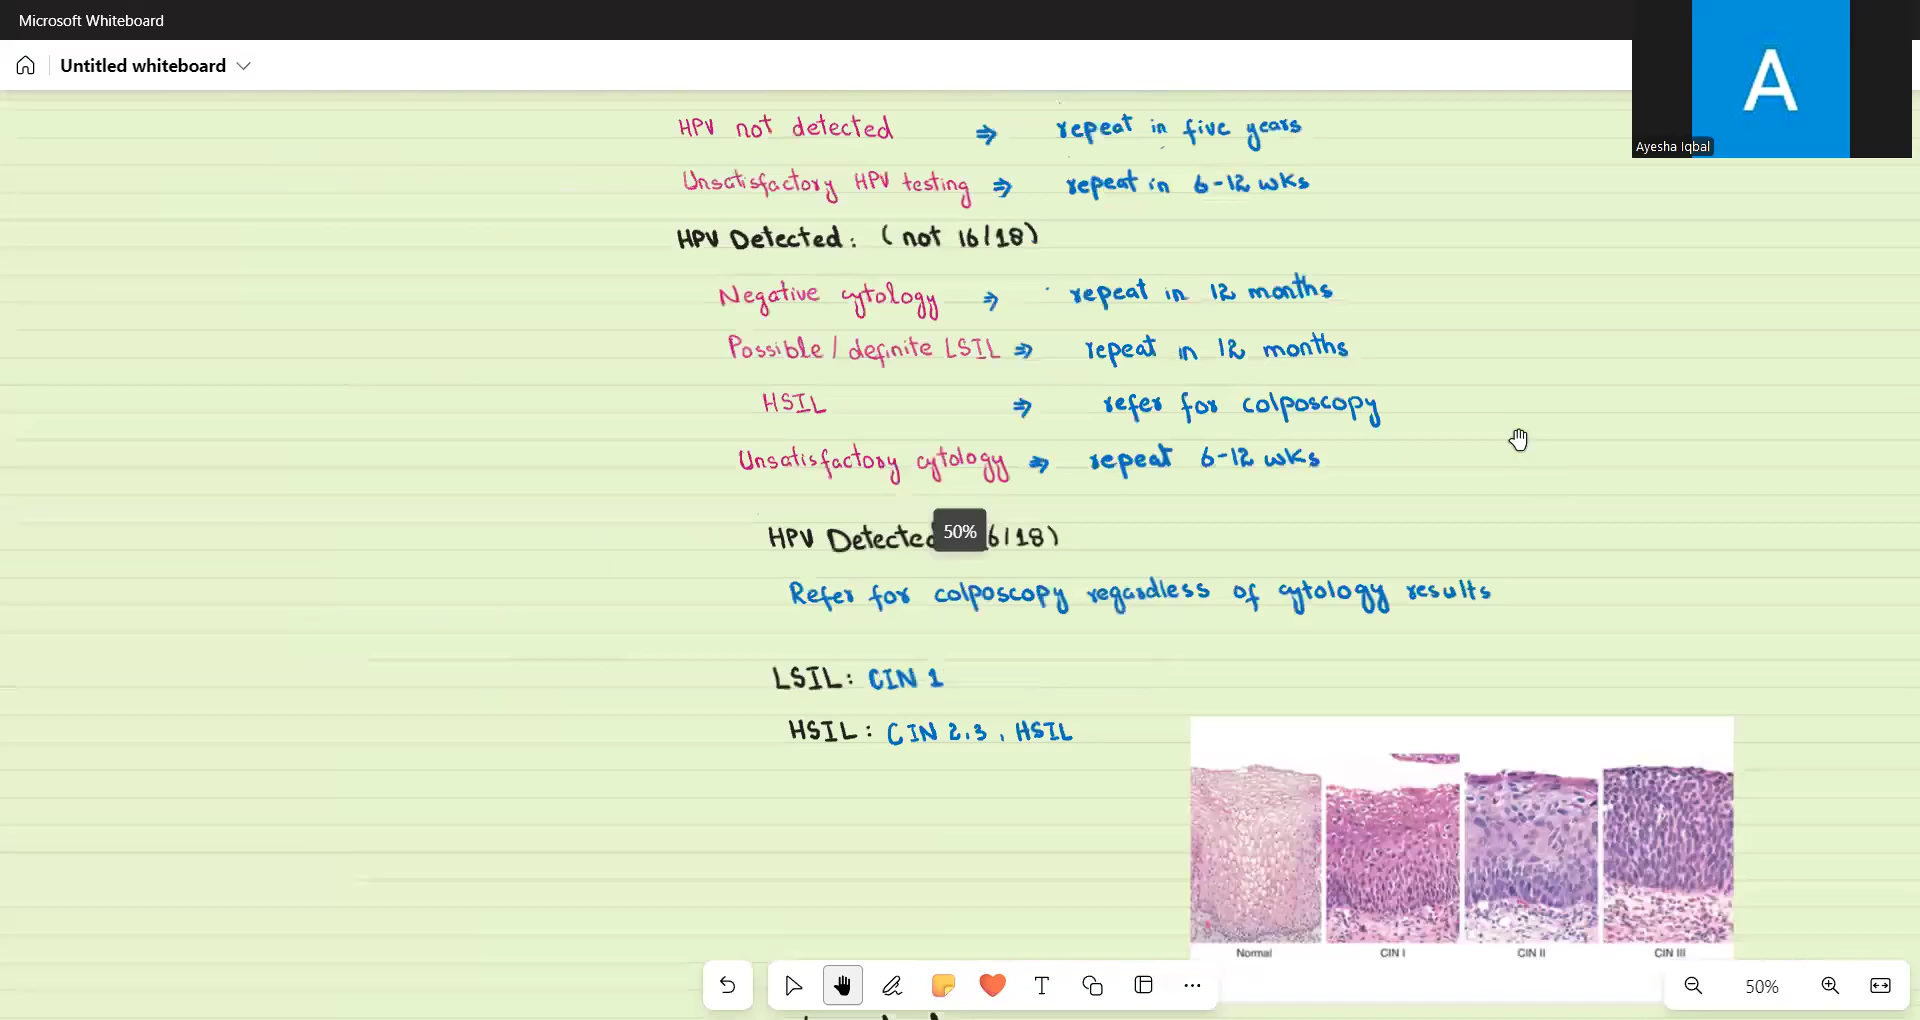 Microsoft Whiteboard
Untitled whiteboard
A
Ayesha Iqbal
HPV not detected ⇒ repeat in five years
Unsatisfactory HPV testing ⇒ repeat in 6-12 wks
HPV Detected: (not 16/18)
Negative cytology ⇒ repeat in 12 months
Possible / definite LSIL ⇒ repeat in 12 months
HSIL ⇒ refer for colposcopy
Unsatisfactory cytology ⇒ repeat 6-12 wks
HPV Detected 6/18)
50%
Refer for colposcopy regardless of cytology results
LSIL: CIN 1
HSIL: CIN 2,3, HSIL
Normal CIN I CIN II CIN III
50%